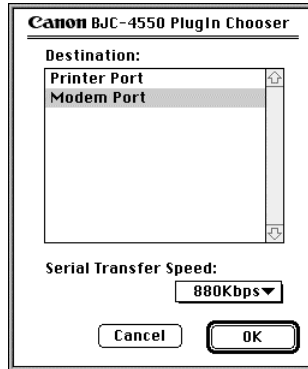 Canon BJC-4550 PlugIn Chooser
Destination:
Printer Port
Modem Port
Serial Transfer Speed:
880Kbps
Cancel
OK